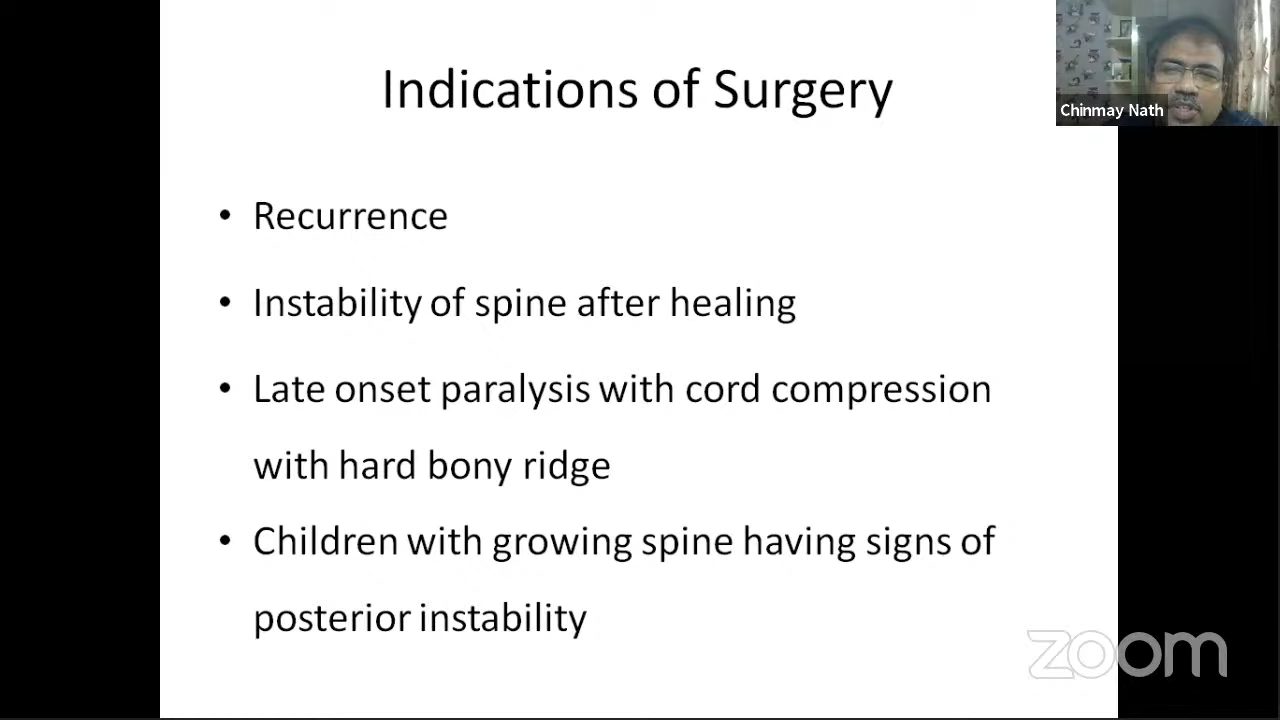 Indications of Surgery
Chinmay Nath
• Recurrence
• Instability of spine after healing
• Late onset paralysis with cord compression
with hard bony ridge
• Children with growing spine having signs of
posterior instability
zoom